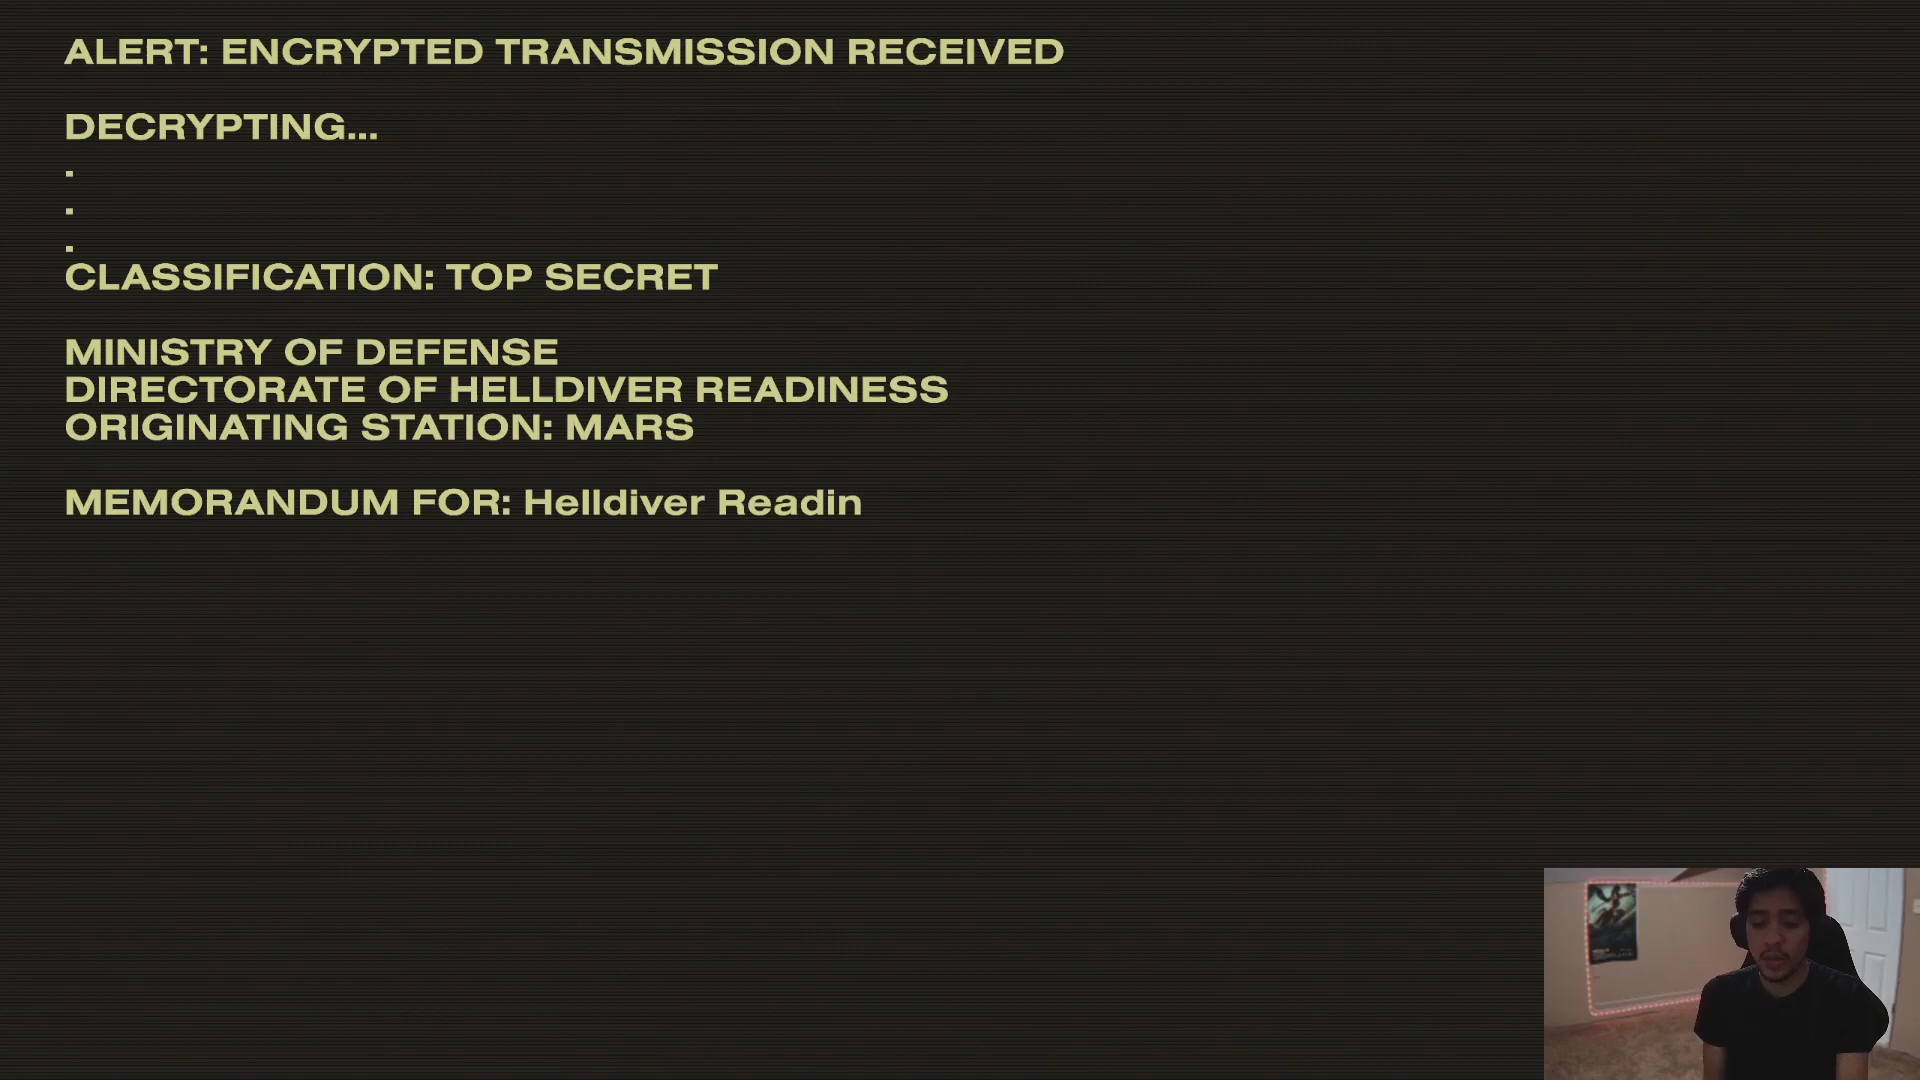 ALERT: ENCRYPTED TRANSMISSION RECEIVED
DECRYPTING...
.
.
.
CLASSIFICATION: TOP SECRET
MINISTRY OF DEFENSE
DIRECTORATE OF HELLDIVER READINESS
ORIGINATING STATION: MARS
MEMORANDUM FOR: Helldiver Readin